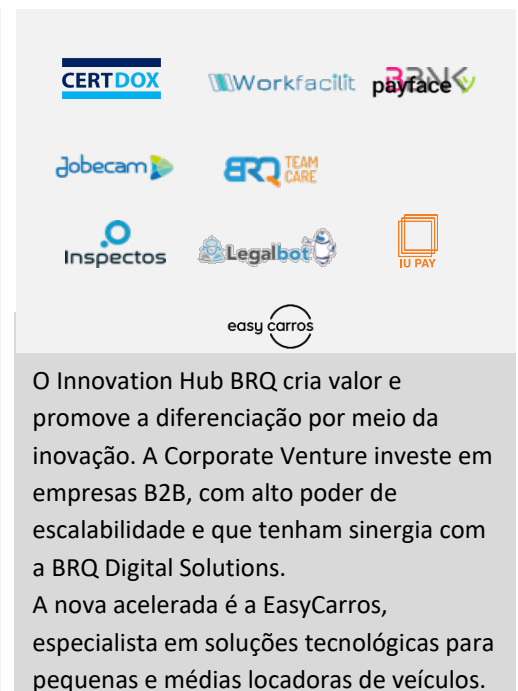 CERTDOX
Workfacilit
payface
Jobecam
BRQ TEAM CARE
Inspectos
Legalbot
IU PAY
easy carros
O Innovation Hub BRQ cria valor e
promove a diferenciação por meio da
inovação. A Corporate Venture investe em
empresas B2B, com alto poder de
escalabilidade e que tenham sinergia com
a BRQ Digital Solutions.
A nova acelerada é a EasyCarros,
especialista em soluções tecnológicas para
pequenas e médias locadoras de veículos.